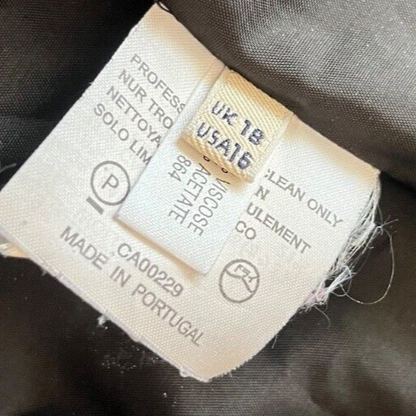 PROFESS
NUR TRO
NETTOYA
SOLO LIM
CLEAN ONLY
N
ULEMENT
CO
UK 18
USA16
VISCOSE
ACETATE
864
P
CA00229
MADE IN PORTUGAL